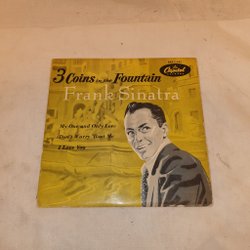 3 Coins in the Fountain
Capitol
Frank Sinatra
My One and Only Love
Don't Worry 'Bout Me
I Love You